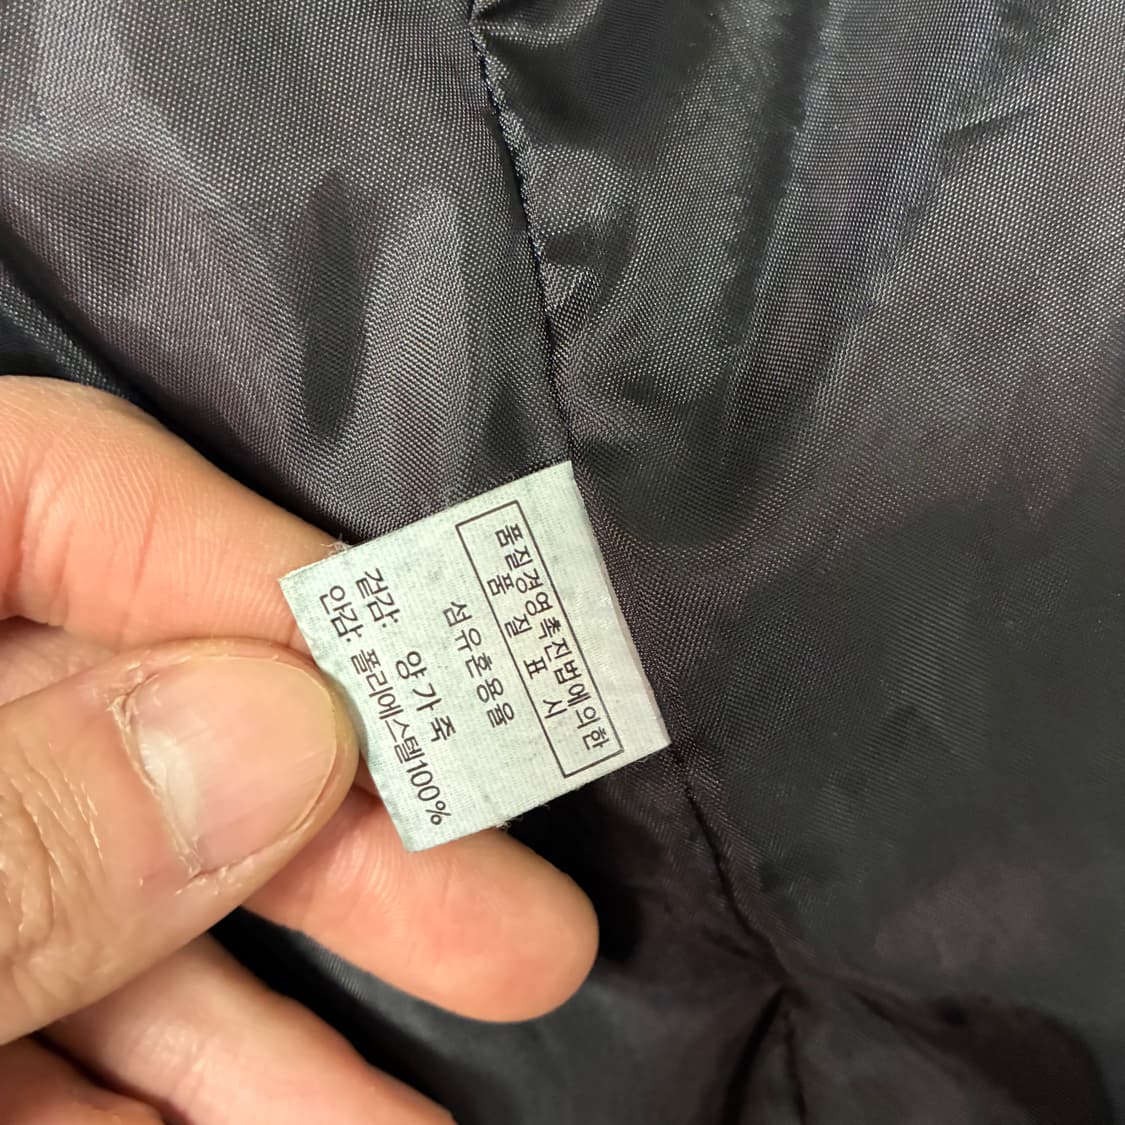 품질경영촉진법에의한
품질표시
섬유혼용율
겉감: 양가죽
안감: 폴리에스텔100%